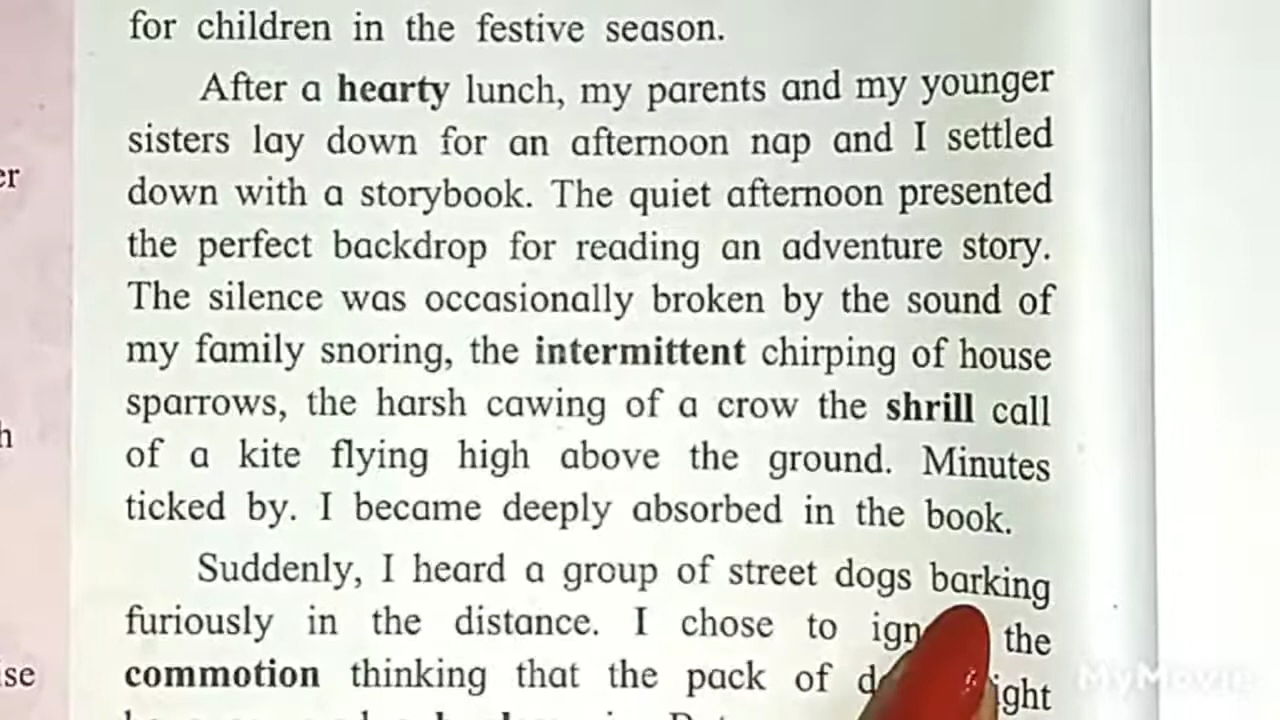 for children in the festive season.
After a hearty lunch, my parents and my younger
sisters lay down for an afternoon nap and I settled
down with a storybook. The quiet afternoon presented
the perfect backdrop for reading an adventure story.
The silence was occasionally broken by the sound of
my family snoring, the intermittent chirping of house
sparrows, the harsh cawing of a crow the shrill call
of a kite flying high above the ground. Minutes
ticked by. I became deeply absorbed in the book.
Suddenly, I heard a group of street dogs barking
furiously in the distance. I chose to the
commotion thinking that the pack of
MyMovie